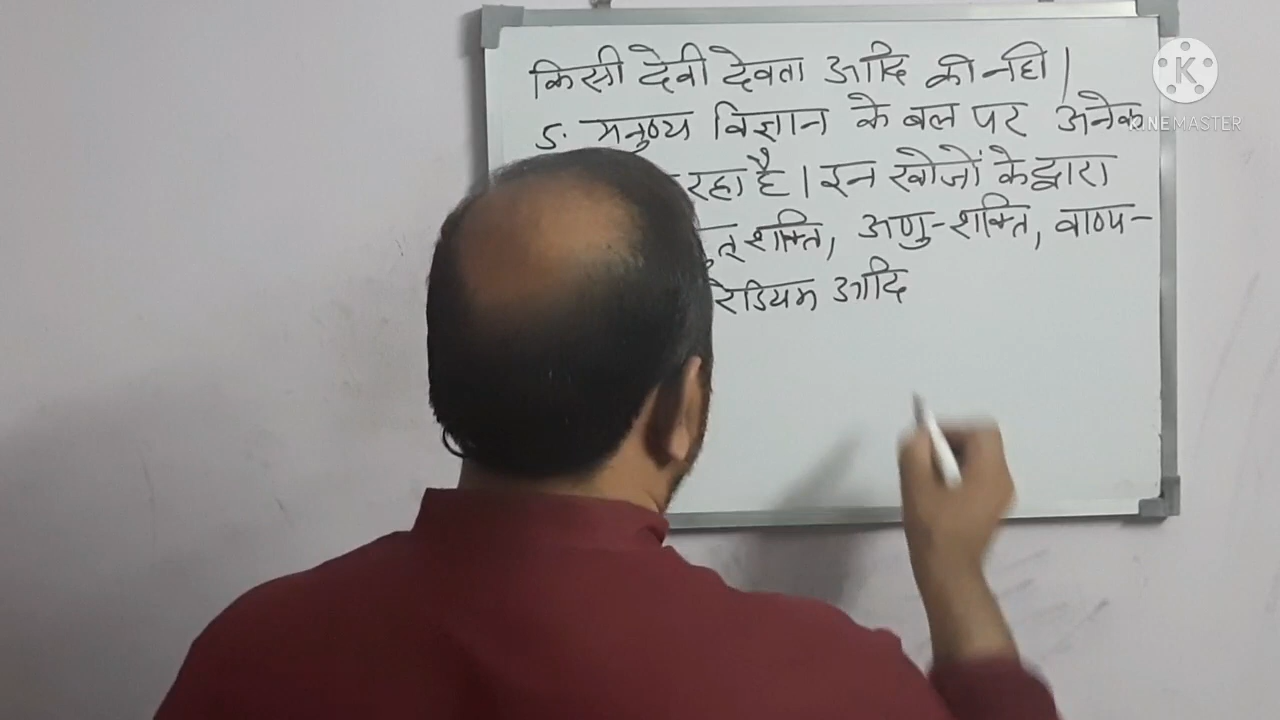 किसी देवी देवता आदि को नही।
5. मनुष्य विज्ञान के बल पर अनेक
रहा है। इन खोजों के द्वारा
शक्ति, अणु-शक्ति, वाष्प-
रेडियम आदि
KINEMASTER